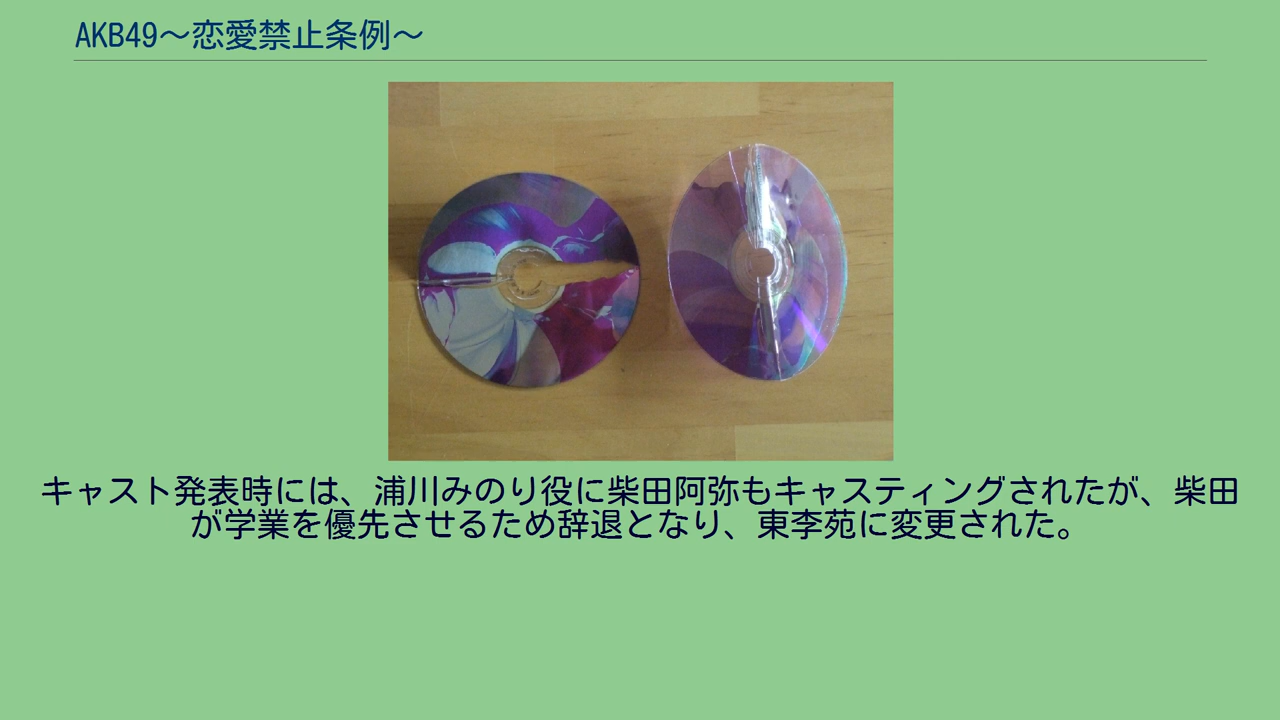 AKB49～恋愛禁止条例～
キャスト発表時には、浦川みのり役に柴田阿弥もキャスティングされたが、柴田
が学業を優先させるため辞退となり、東李苑に変更された。